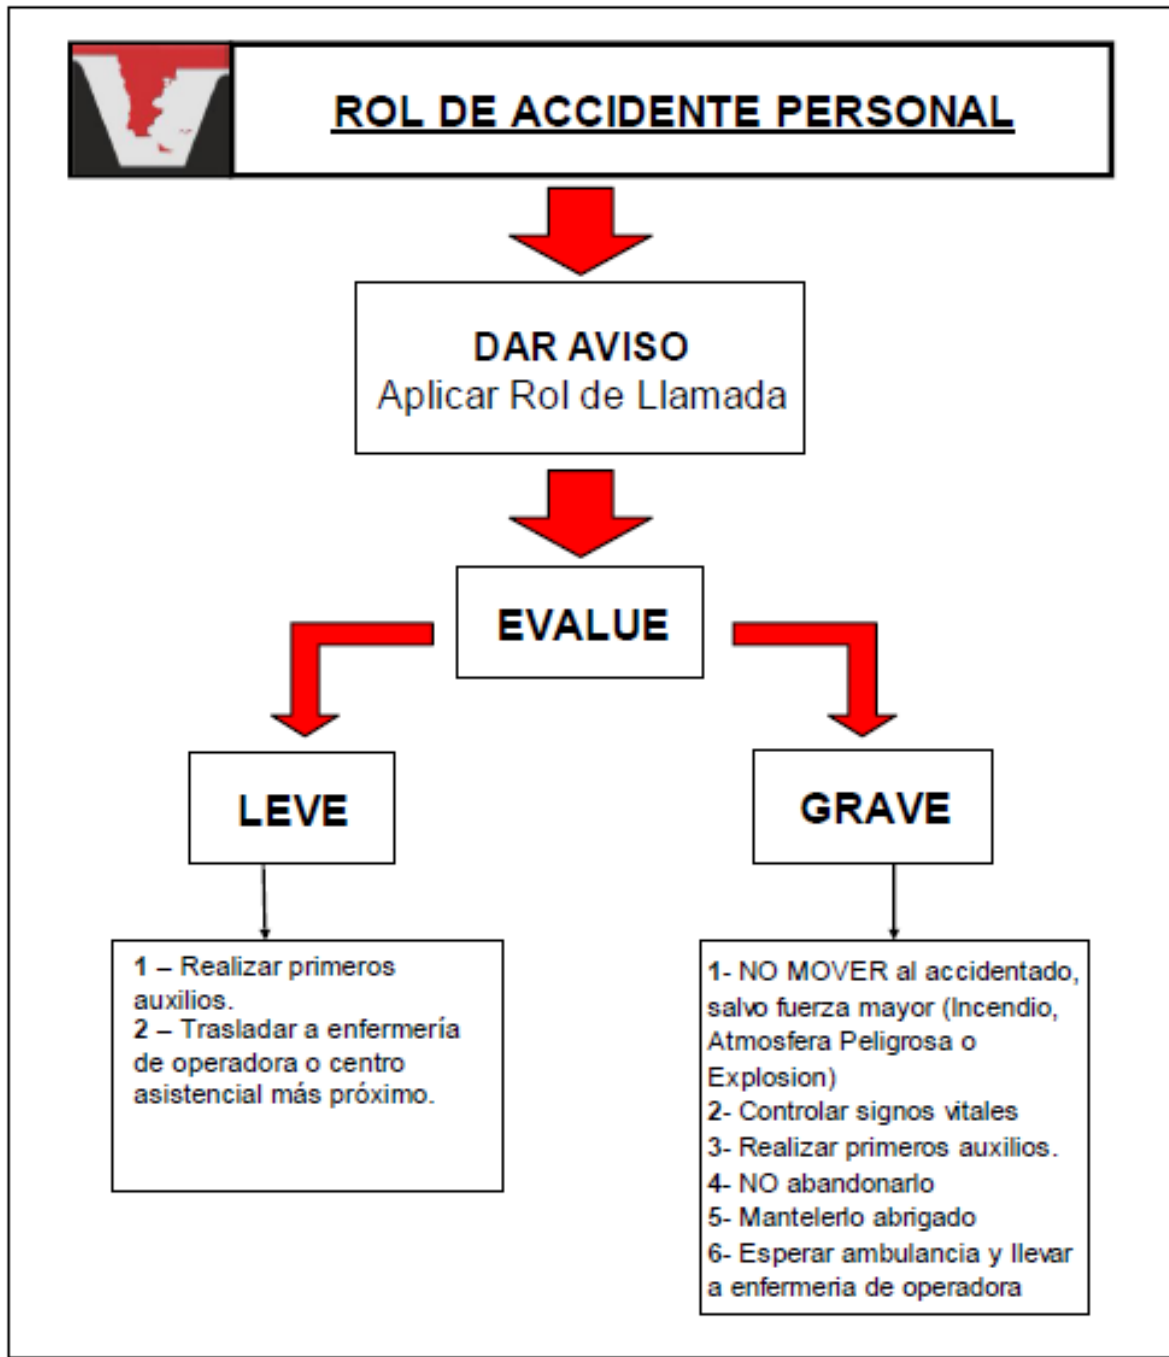 ROL DE ACCIDENTE PERSONAL
DAR AVISO
Aplicar Rol de Llamada
EVALUE
LEVE
GRAVE
1 – Realizar primeros
auxilios.
2 – Trasladar a enfermería
de operadora o centro
asistencial más próximo.
1- NO MOVER al accidentado,
salvo fuerza mayor (Incendio,
Atmosfera Peligrosa o
Explosion)
2- Controlar signos vitales
3- Realizar primeros auxilios.
4- NO abandonarlo
5- Mantelerlo abrigado
6- Esperar ambulancia y llevar
a enfermeria de operadora